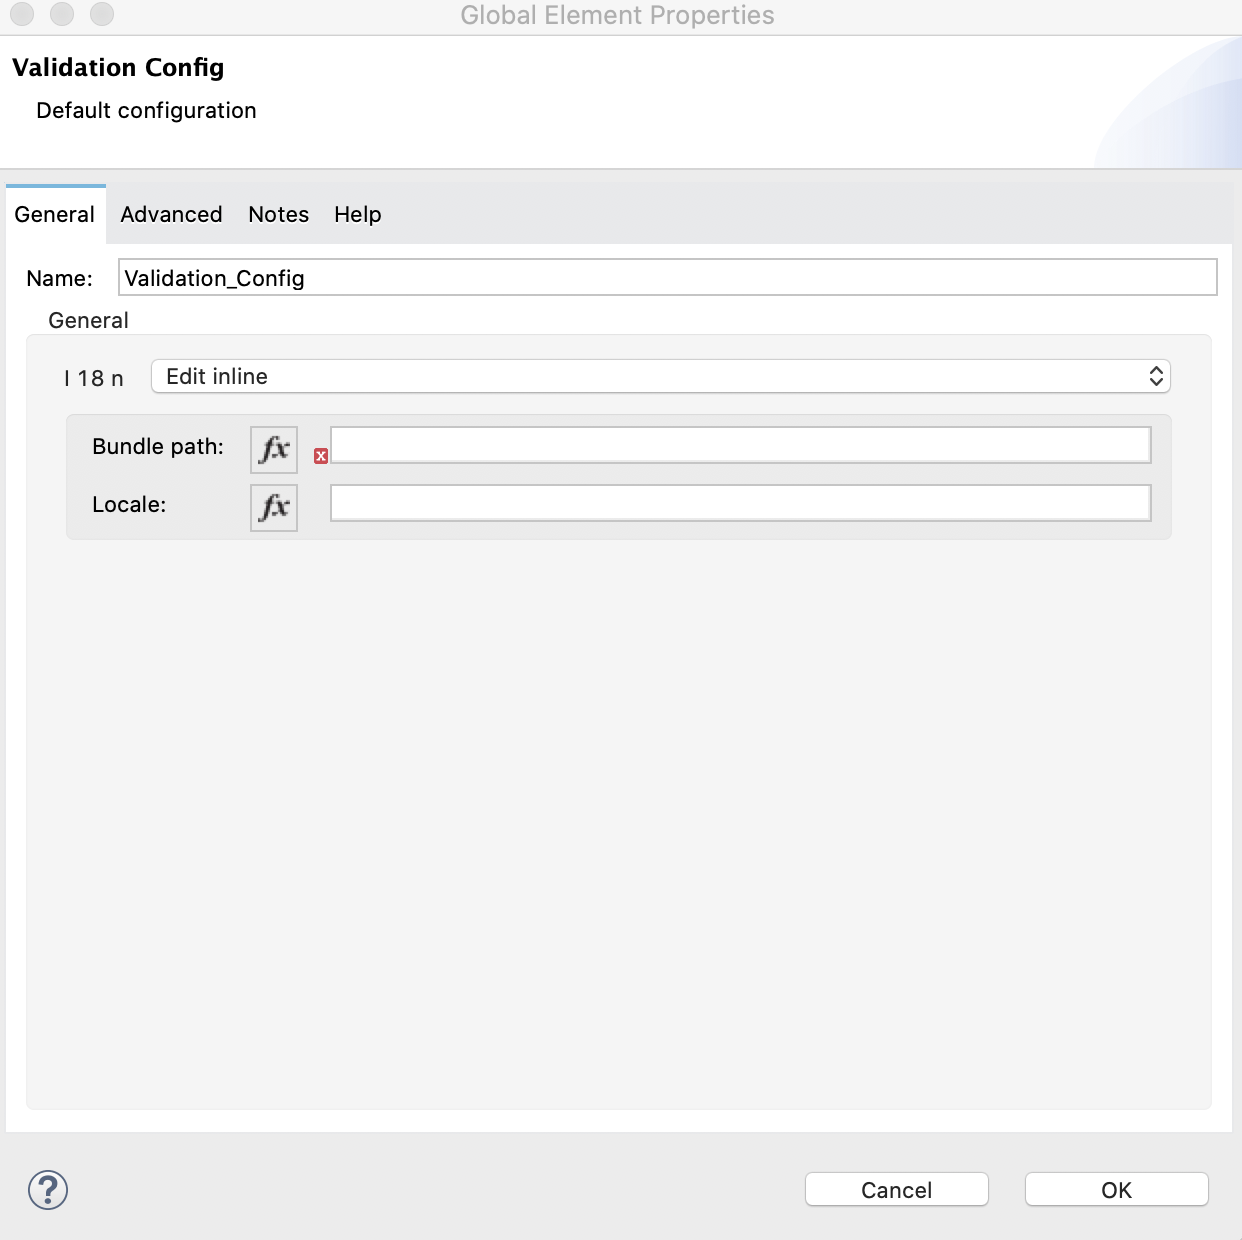 Global Element Properties
Validation Config
Default configuration
General Advanced Notes Help
Name: Validation_Config
General
I 18 n Edit inline
Bundle path: fx x
Locale: fx
? Cancel OK